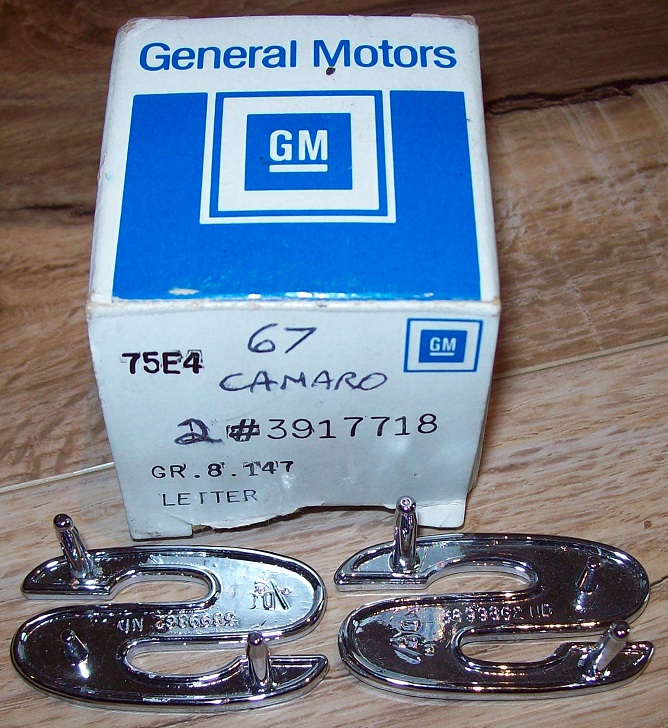 General Motors
GM
GM
67
75E4
CAMARO
2 #3917718
GR.8.147
LETTER